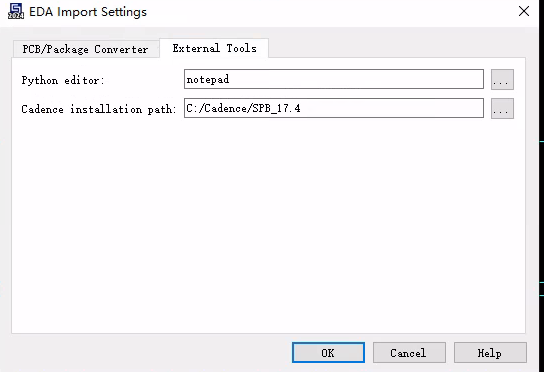 2024
EDA Import Settings
PCB/Package Converter
External Tools
Python editor:
notepad
...
Cadence installation path:
C:/Cadence/SPB_17.4
...
OK
Cancel
Help